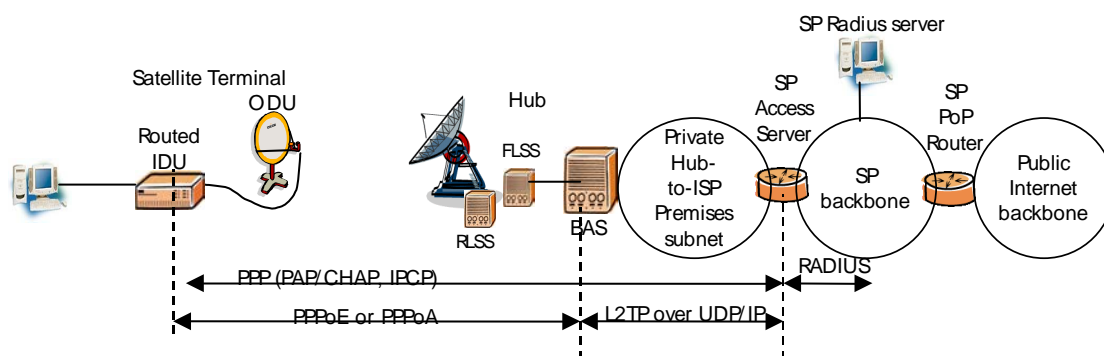 SP Radius server
Satellite Terminal
ODU
Routed
IDU
Hub
FLSS
RLSS
BAS
Private
Hub-
to-ISP
Premises
subnet
SP
Access
Server
SP
backbone
SP
PoP
Router
Public
Internet
backbone
PPP (PAP/CHAP, IPCP)
RADIUS
PPPoE or PPPoA
L2TP over UDP/IP